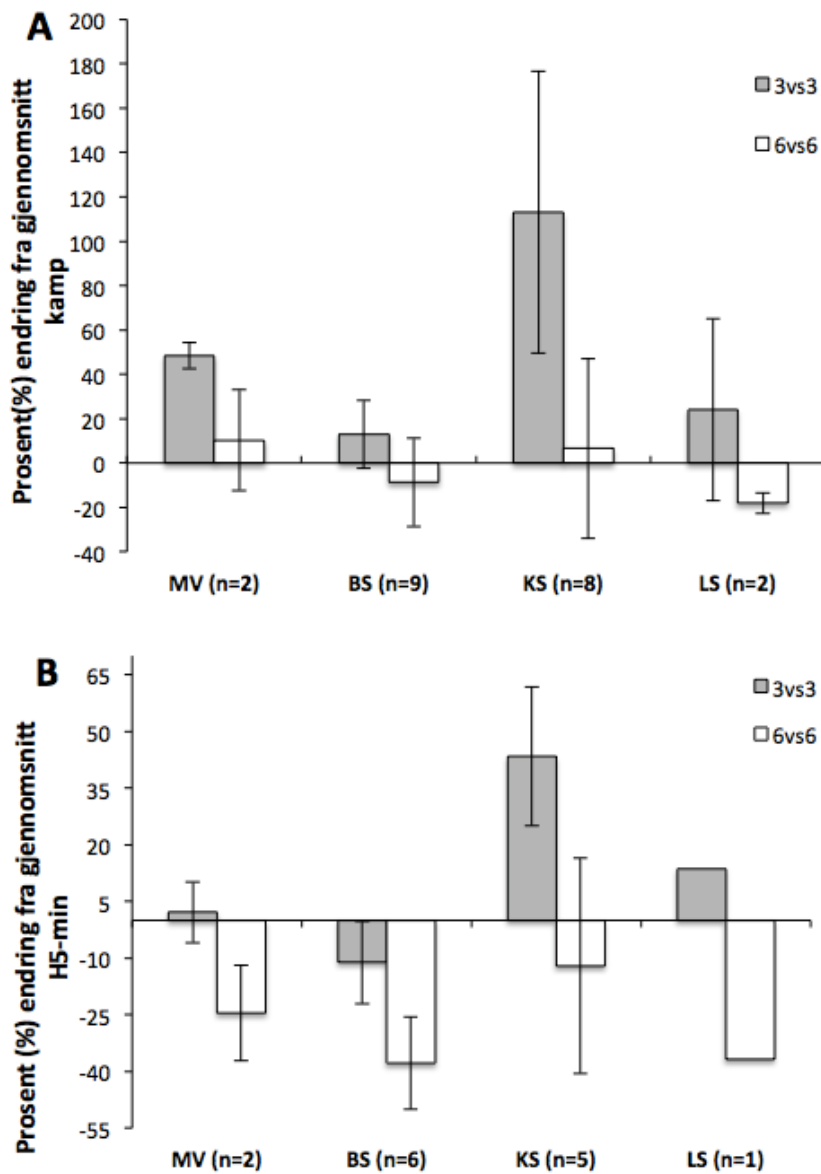 A
Prosent(%) endring fra gjennomsnitt
kamp
200
180
160
140
120
100
80
60
40
20
0
-20
-40
3vs3
6vs6
MV (n=2) BS (n=9) KS (n=8) LS (n=2)
B
Prosent (%) endring fra gjennomsnitt
H5-min
65
50
35
20
5
-10
-25
-40
-55
3vs3
6vs6
MV (n=2) BS (n=6) KS (n=5) LS (n=1)